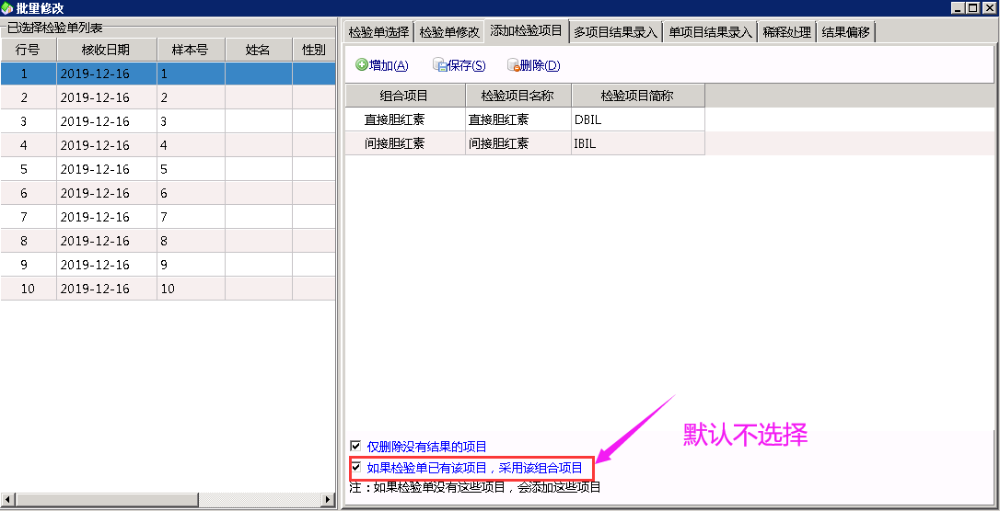 批量修改
已选择检验单列表
行号 核收日期 样本号 姓名 性别
1 2019-12-16 1
2 2019-12-16 2
3 2019-12-16 3
4 2019-12-16 4
5 2019-12-16 5
6 2019-12-16 6
7 2019-12-16 7
8 2019-12-16 8
9 2019-12-16 9
10 2019-12-16 10
检验单选择 检验单修改 添加检验项目 多项目结果录入 单项目结果录入 稀释处理 结果偏移
增加(A) 保存(S) 删除(D)
组合项目 检验项目名称 检验项目简称
直接胆红素 直接胆红素 DBIL
间接胆红素 间接胆红素 IBIL
默认不选择
仅删除没有结果的项目
如果检验单已有该项目，采用该组合项目
注：如果检验单没有这些项目，会添加这些项目